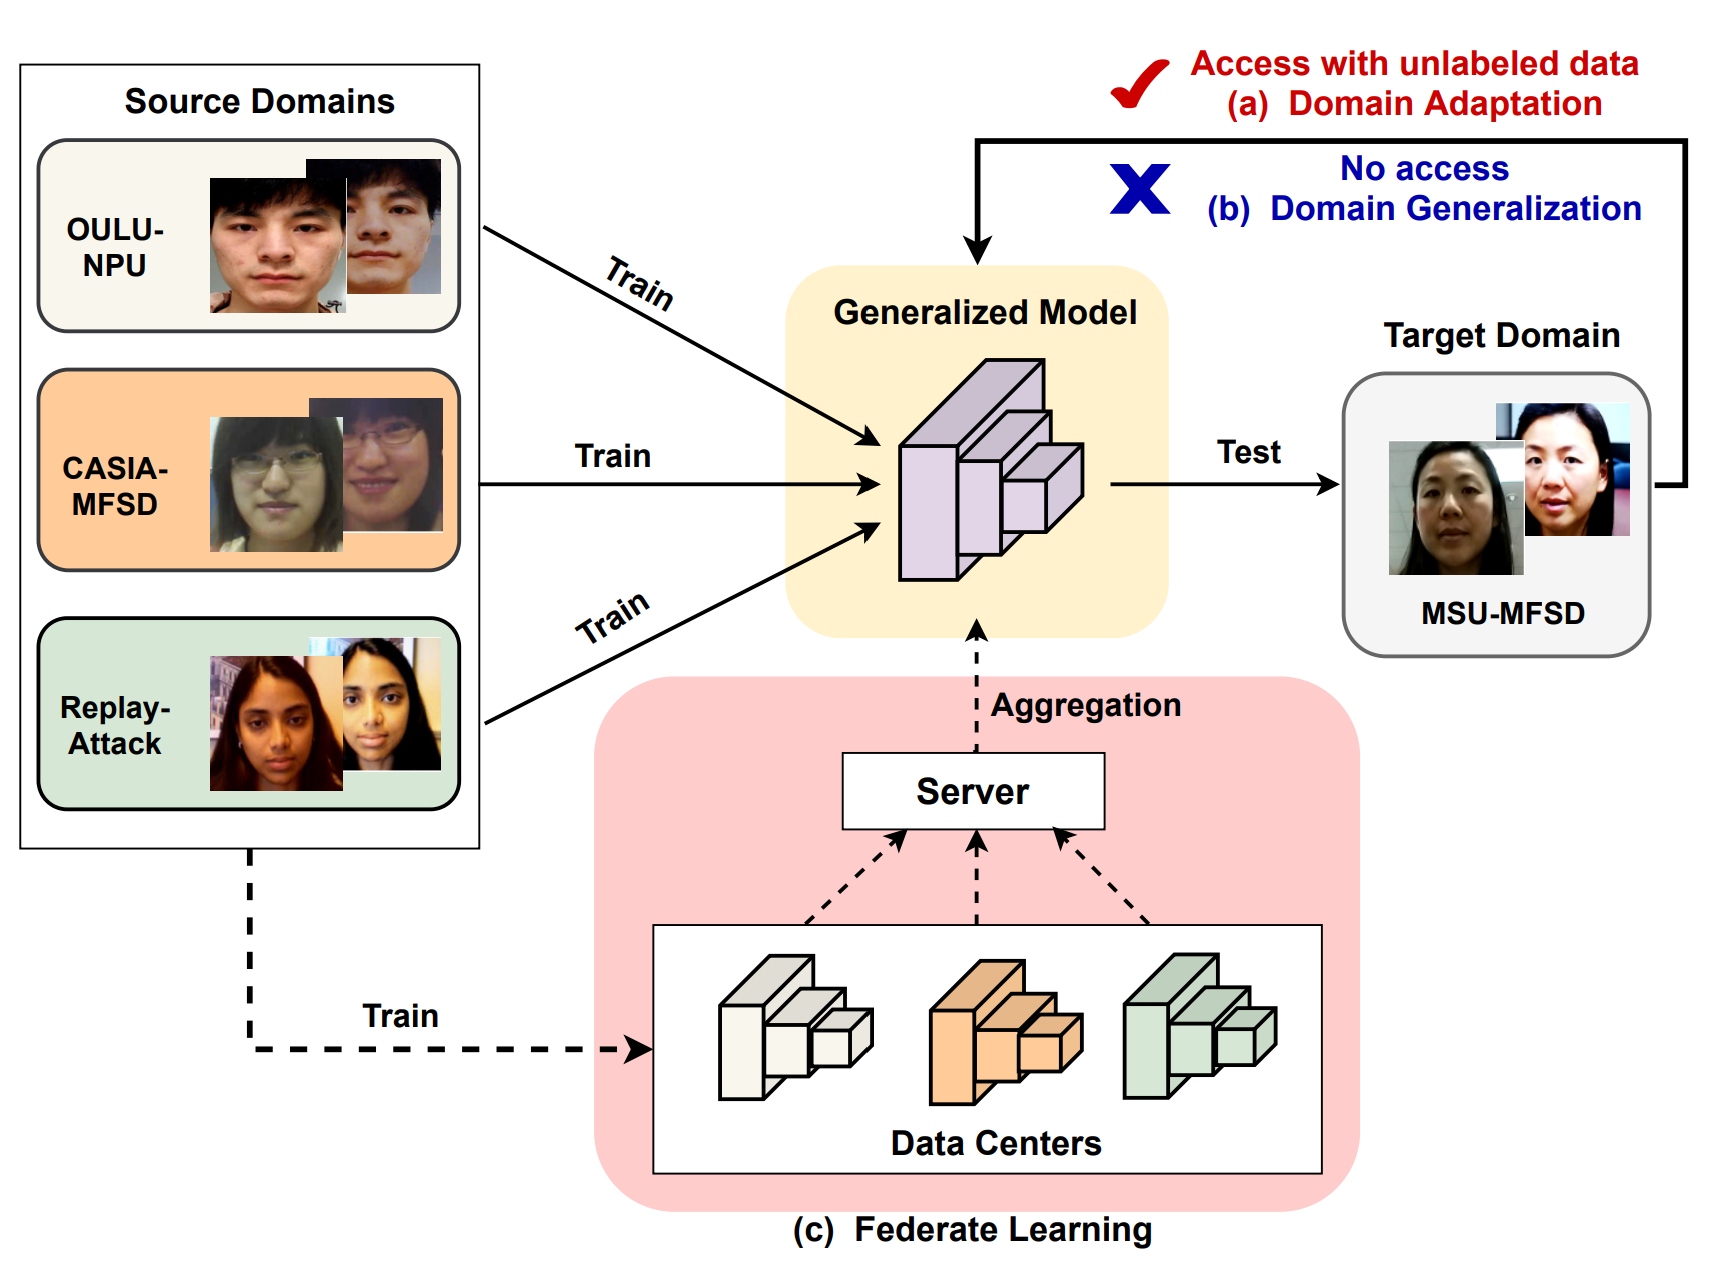 Source Domains
OULU-
NPU
CASIA-
MFSD
Replay-
Attack
Train
Train
Train
Train
Access with unlabeled data
(a) Domain Adaptation
No access
(b) Domain Generalization
Generalized Model
Test
Target Domain
MSU-MFSD
Aggregation
Server
Data Centers
(c) Federate Learning